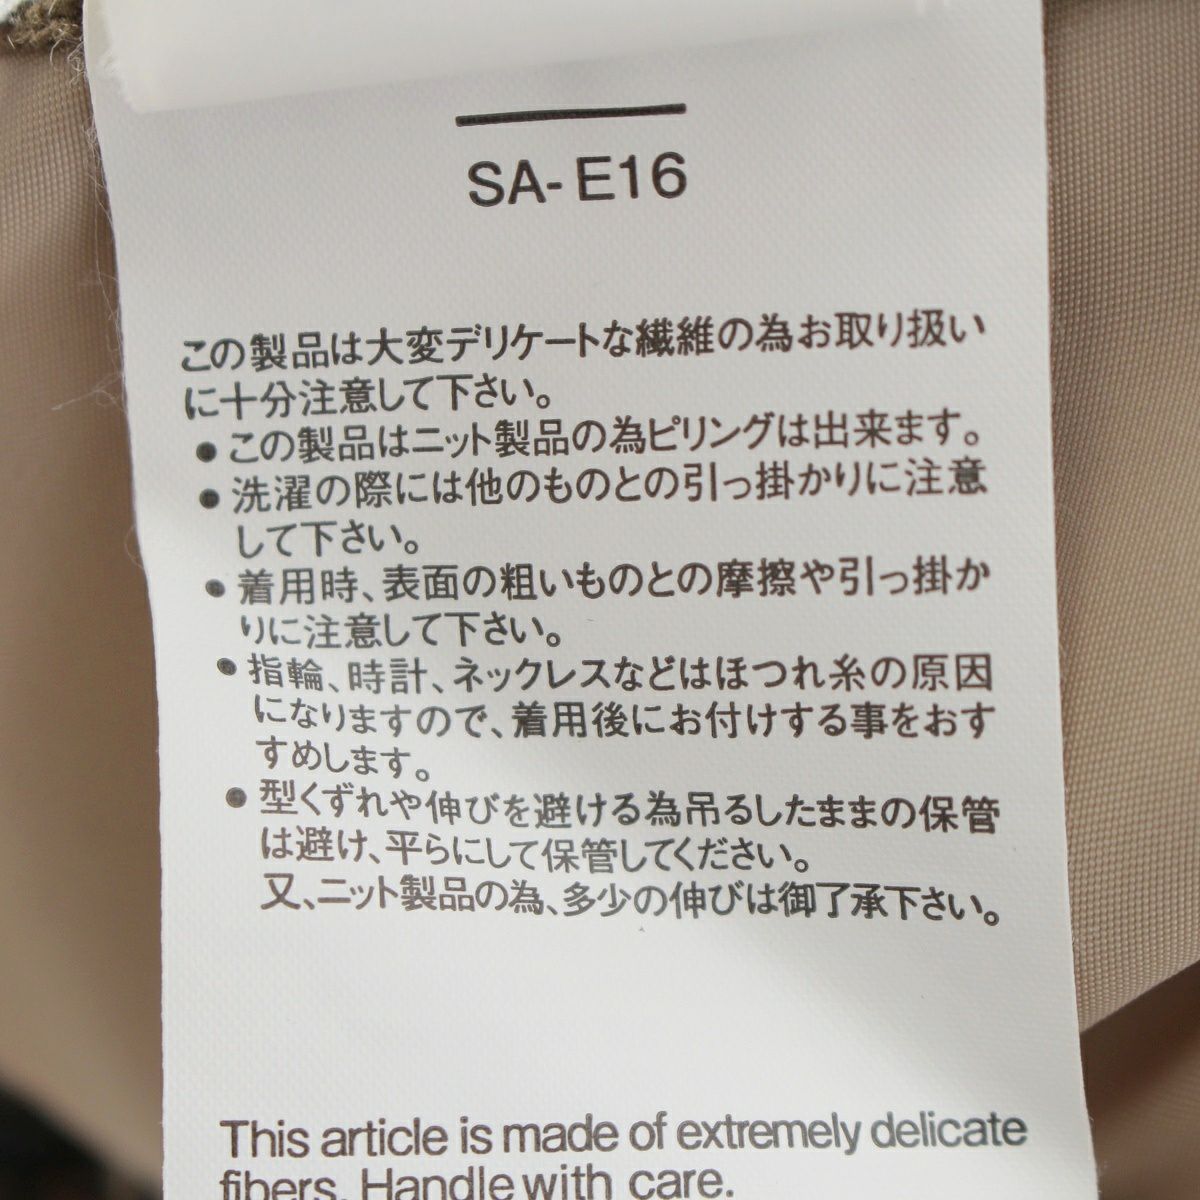 SA-E16
この製品は大変デリケートな繊維の為お取り扱い
に十分注意して下さい。
● この製品はニット製品の為ピリングは出来ます。
● 洗濯の際には他のものとの引っ掛かりに注意
して下さい。
● 着用時、表面の粗いものとの摩擦や引っ掛か
りに注意して下さい。
● 指輪、時計、ネックレスなどはほつれ糸の原因
になりますので、着用後にお付けする事をおす
すめします。
● 型くずれや伸びを避ける為吊るしたままの保管
は避け、平らにして保管してください。
又、ニット製品の為、多少の伸びは御了承下さい。
This article is made of extremely delicate
fibers. Handle with care.